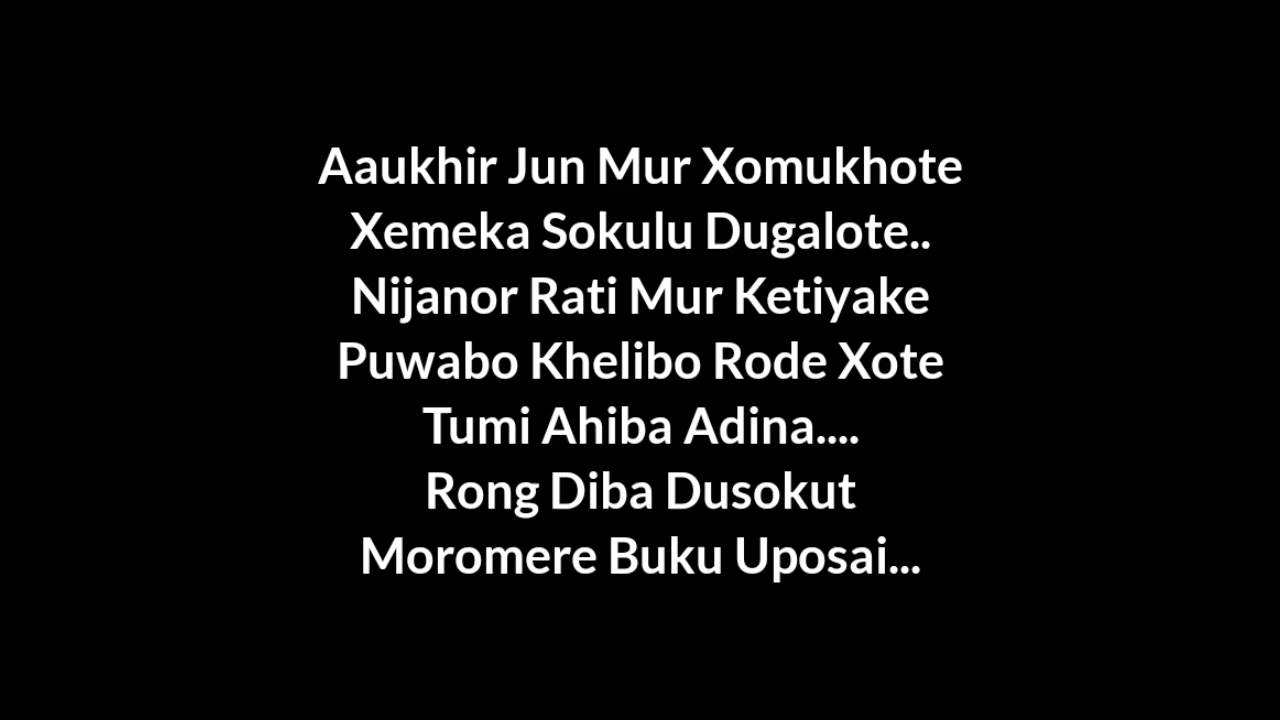 Aaukhir Jun Mur Xomukhote
Xemeka Sokulu Dugalote..
Nijanor Rati Mur Ketiyake
Puwabo Khelibo Rode Xote
Tumi Ahiba Adina....
Rong Diba Dusokut
Moromere Buku Uposai...